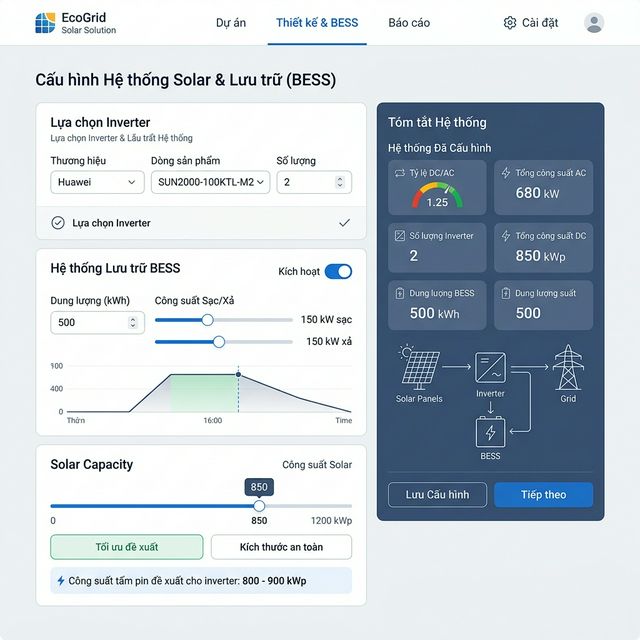 EcoGrid
Solar Solution
Dự án
Thiết kế & BESS
Báo cáo
Cài đặt
Cấu hình Hệ thống Solar & Lưu trữ (BESS)
Lựa chọn Inverter
Lựa chọn Inverter & Lẩu trất Hệ thống
Thương hiệu
Dòng sản phẩm
Số lượng
Huawei
SUN2000-100KTL-M2
2
Lựa chọn Inverter
Hệ thống Lưu trữ BESS
Kích hoạt
Dung lượng (kWh)
Công suất Sạc/Xả
500
150 kW sạc
150 kW xả
400
0
Thờn
16:00
Time
Solar Capacity
Công suất Solar
850
0
850
1200 kWp
Tối ưu đề xuất
Kích thước an toàn
Công suất tấm pin đề xuất cho inverter: 800 - 900 kWp
Tóm tắt Hệ thống
Hệ thống Đã Cấu hình
Tỷ lệ DC/AC
1.25
Tổng công suất AC
680 kW
Số lượng Inverter
2
Tổng công suất DC
850 kWp
Dung lượng BESS
500 kWh
Dung lượng suất
500
Solar Panels
Inverter
Grid
BESS
Lưu Cấu hình
Tiếp theo